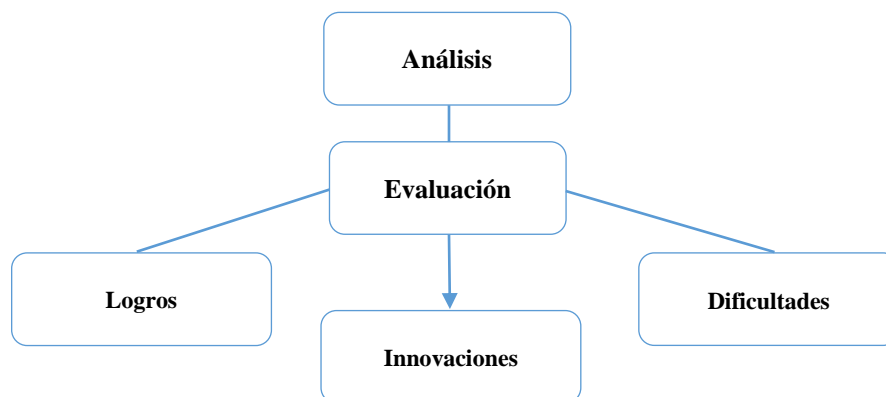 Análisis
Evaluación
Logros
Dificultades
Innovaciones